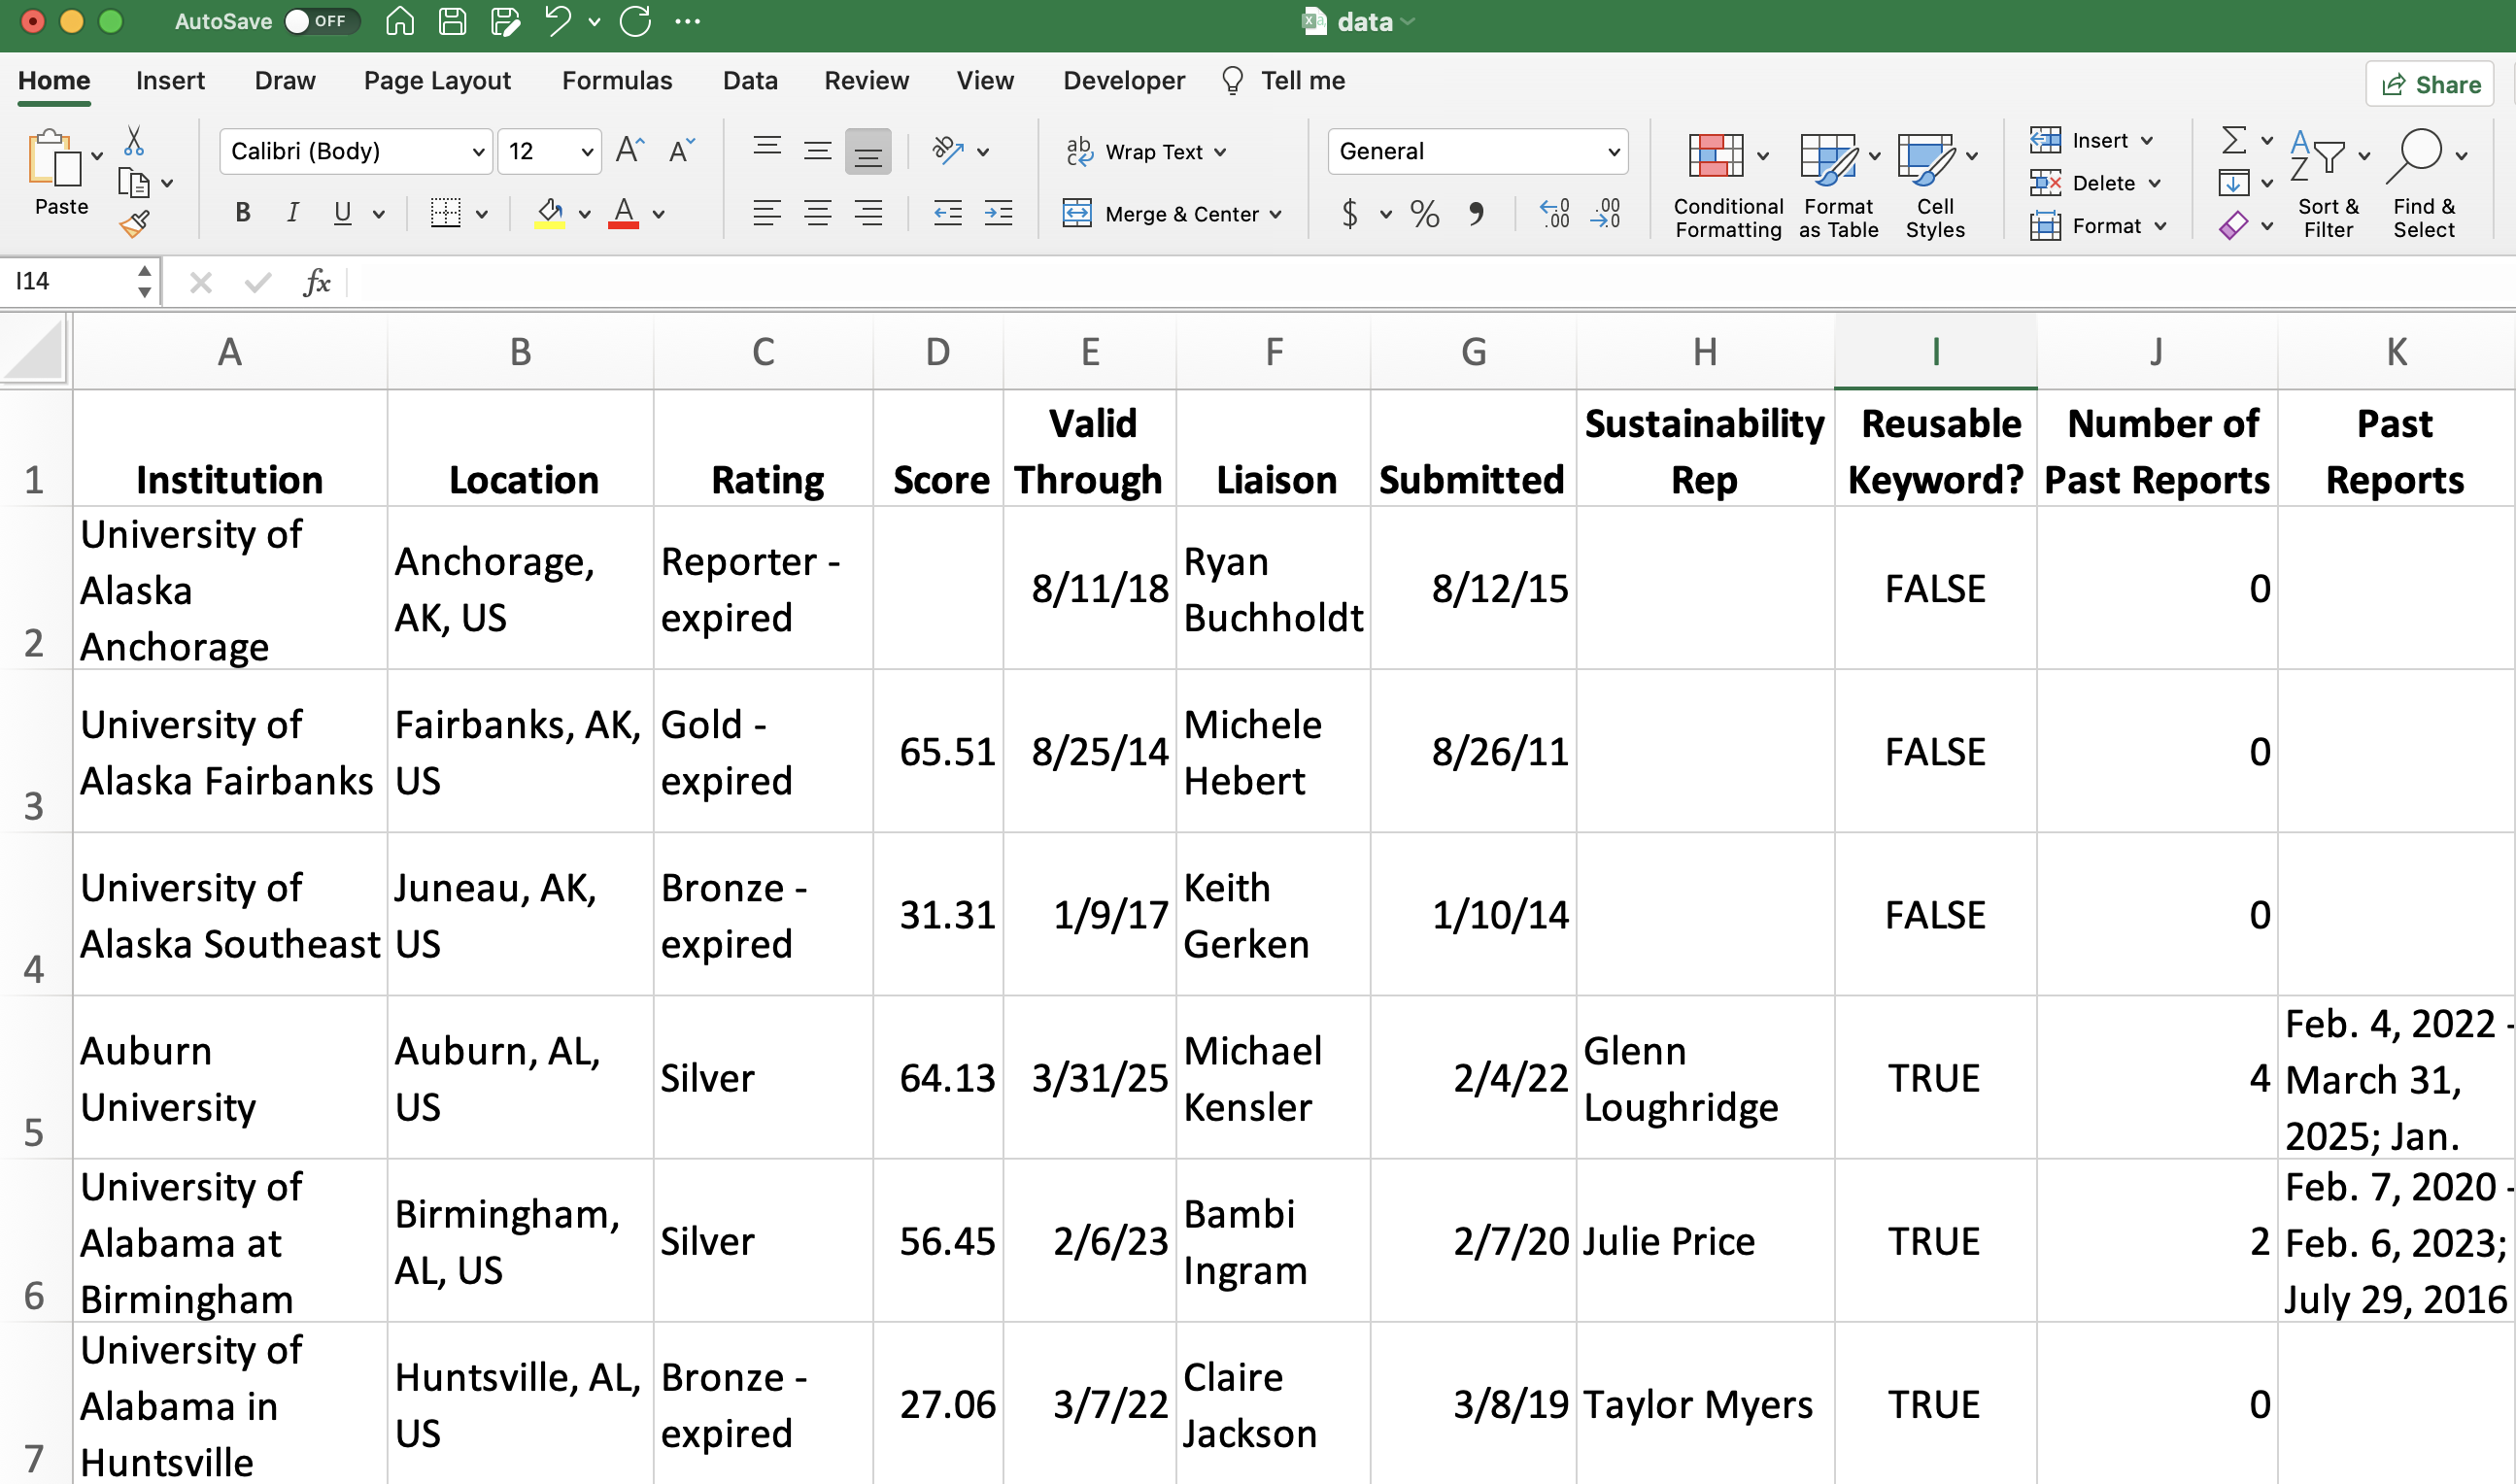 AutoSave OFF data
Home Insert Draw Page Layout Formulas Data Review View Developer Tell me Share
Paste
Calibri (Body) 12
B I U
Wrap Text
Merge & Center
General
$ %
Conditional Formatting
Format as Table
Cell Styles
Insert
Delete
Format
Sort & Filter
Find & Select
I14 fx
A B C D E F G H I J K
1 Institution Location Rating Score Valid Through Liaison Submitted Sustainability Rep Reusable Keyword? Number of Past Reports Past Reports
2 University of Alaska Anchorage Anchorage, AK, US Reporter - expired 8/11/18 Ryan Buchholdt 8/12/15 FALSE 0
3 University of Alaska Fairbanks Fairbanks, AK, US Gold - expired 65.51 8/25/14 Michele Hebert 8/26/11 FALSE 0
4 University of Alaska Southeast Juneau, AK, US Bronze - expired 31.31 1/9/17 Keith Gerken 1/10/14 FALSE 0
5 Auburn University Auburn, AL, US Silver 64.13 3/31/25 Michael Kensler 2/4/22 Glenn Loughridge TRUE 4 Feb. 4, 2022 - March 31, 2025; Jan.
6 University of Alabama at Birmingham Birmingham, AL, US Silver 56.45 2/6/23 Bambi Ingram 2/7/20 Julie Price TRUE 2 Feb. 7, 2020 - Feb. 6, 2023; July 29, 2016
7 University of Alabama in Huntsville Huntsville, AL, US Bronze - expired 27.06 3/7/22 Claire Jackson 3/8/19 Taylor Myers TRUE 0